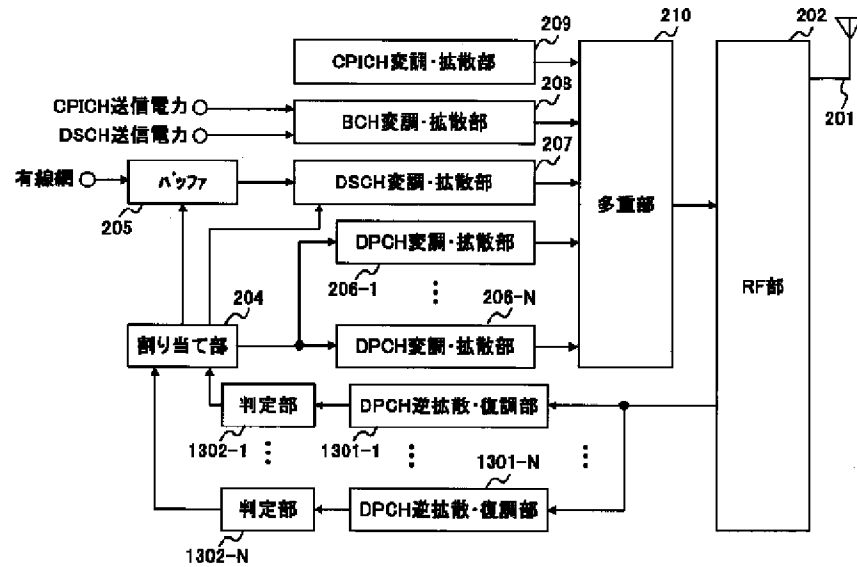 209
210
202
CPICH変調・拡散部
208
CPICH送信電力
BCH変調・拡散部
DSCH送信電力
201
207
有線網
バッファ
DSCH変調・拡散部
205
多重部
DPCH変調・拡散部
206-1
RF部
204
206-N
割り当て部
DPCH変調・拡散部
判定部
DPCH逆拡散・復調部
1302-1
1301-1
1301-N
判定部
DPCH逆拡散・復調部
1302-N